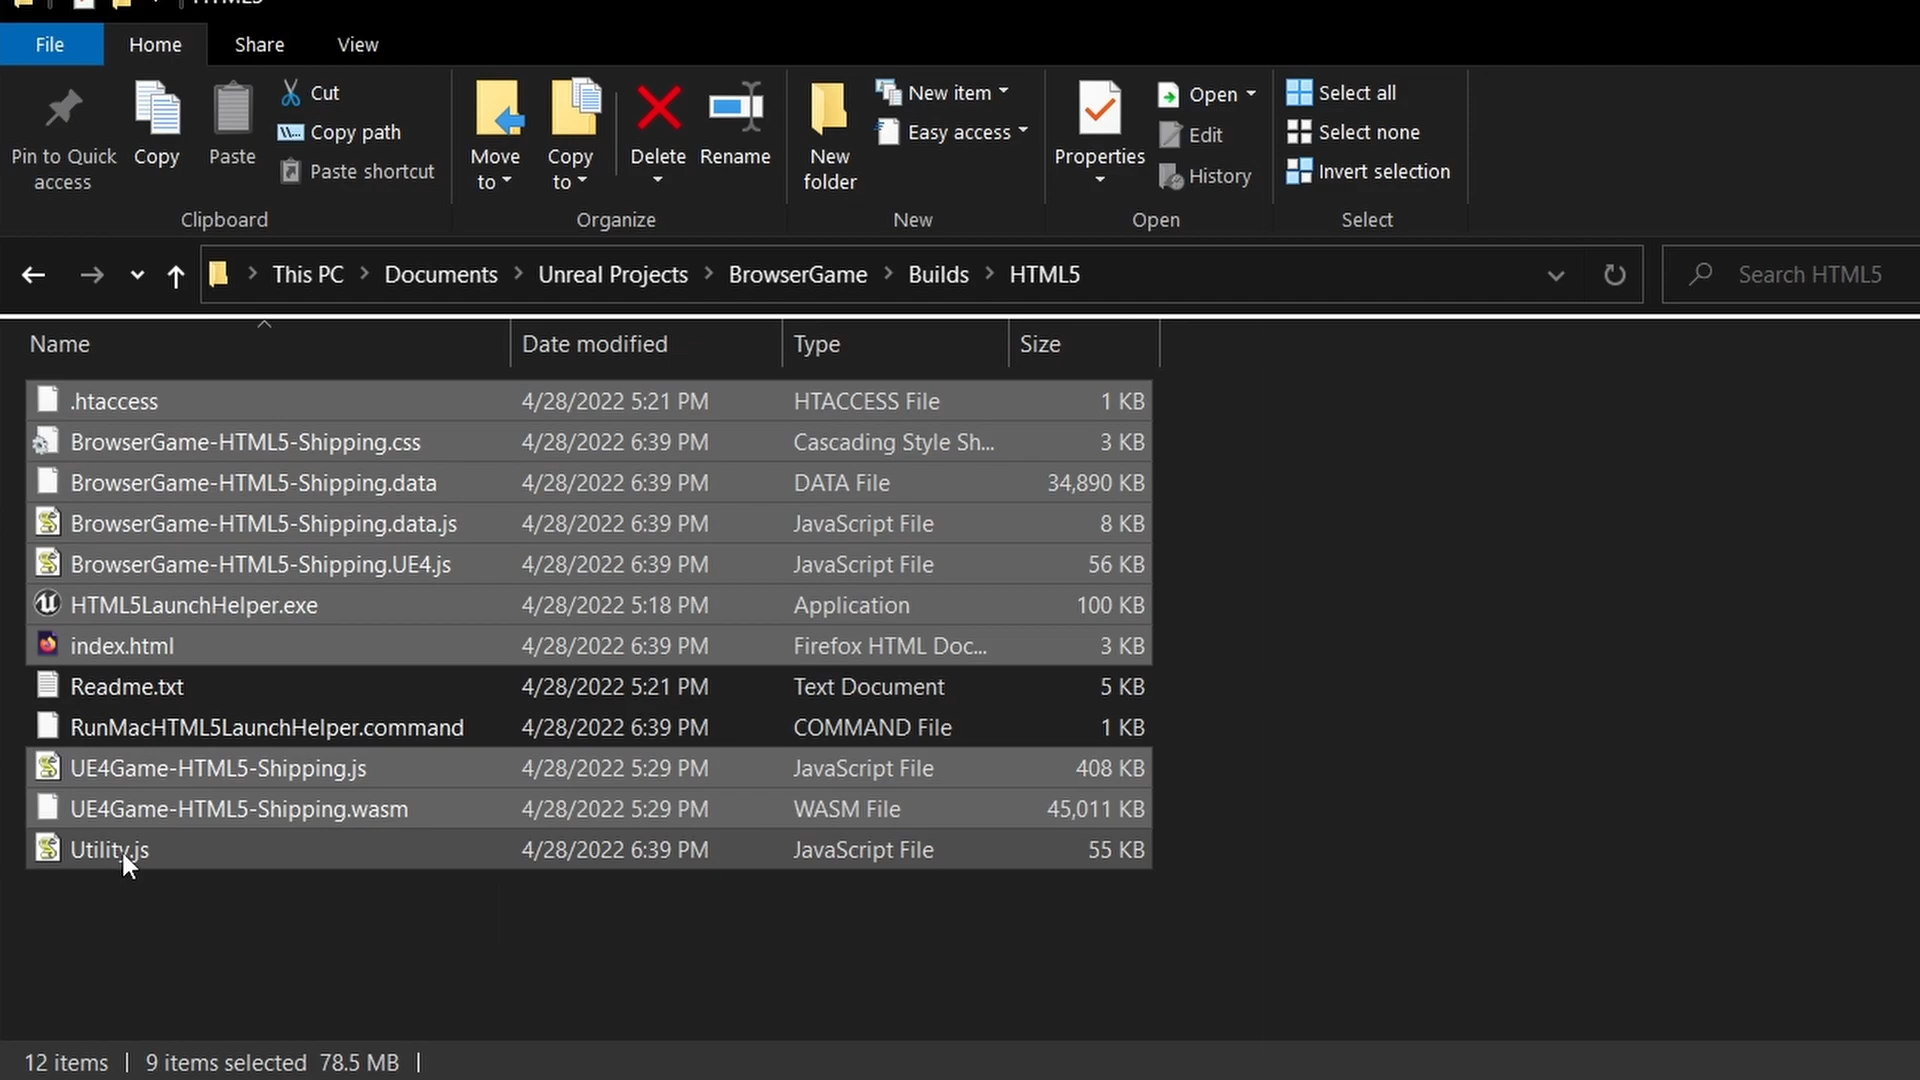 HTML5
File Home Share View
Pin to Quick access
Copy
Paste
Cut
Copy path
Paste shortcut
Clipboard
Move to
Copy to
Delete
Rename
Organize
New folder
New item
Easy access
New
Properties
Open
Edit
History
Open
Select all
Select none
Invert selection
Select
This PC > Documents > Unreal Projects > BrowserGame > Builds > HTML5
Search HTML5
Name Date modified Type Size
.htaccess 4/28/2022 5:21 PM HTACCESS File 1 KB
BrowserGame-HTML5-Shipping.css 4/28/2022 6:39 PM Cascading Style Sh... 3 KB
BrowserGame-HTML5-Shipping.data 4/28/2022 6:39 PM DATA File 34,890 KB
BrowserGame-HTML5-Shipping.data.js 4/28/2022 6:39 PM JavaScript File 8 KB
BrowserGame-HTML5-Shipping.UE4.js 4/28/2022 6:39 PM JavaScript File 56 KB
HTML5LaunchHelper.exe 4/28/2022 5:18 PM Application 100 KB
index.html 4/28/2022 6:39 PM Firefox HTML Doc... 3 KB
Readme.txt 4/28/2022 5:21 PM Text Document 5 KB
RunMacHTML5LaunchHelper.command 4/28/2022 6:39 PM COMMAND File 1 KB
UE4Game-HTML5-Shipping.js 4/28/2022 5:29 PM JavaScript File 408 KB
UE4Game-HTML5-Shipping.wasm 4/28/2022 5:29 PM WASM File 45,011 KB
Utility.js 4/28/2022 6:39 PM JavaScript File 55 KB
12 items | 9 items selected 78.5 MB |